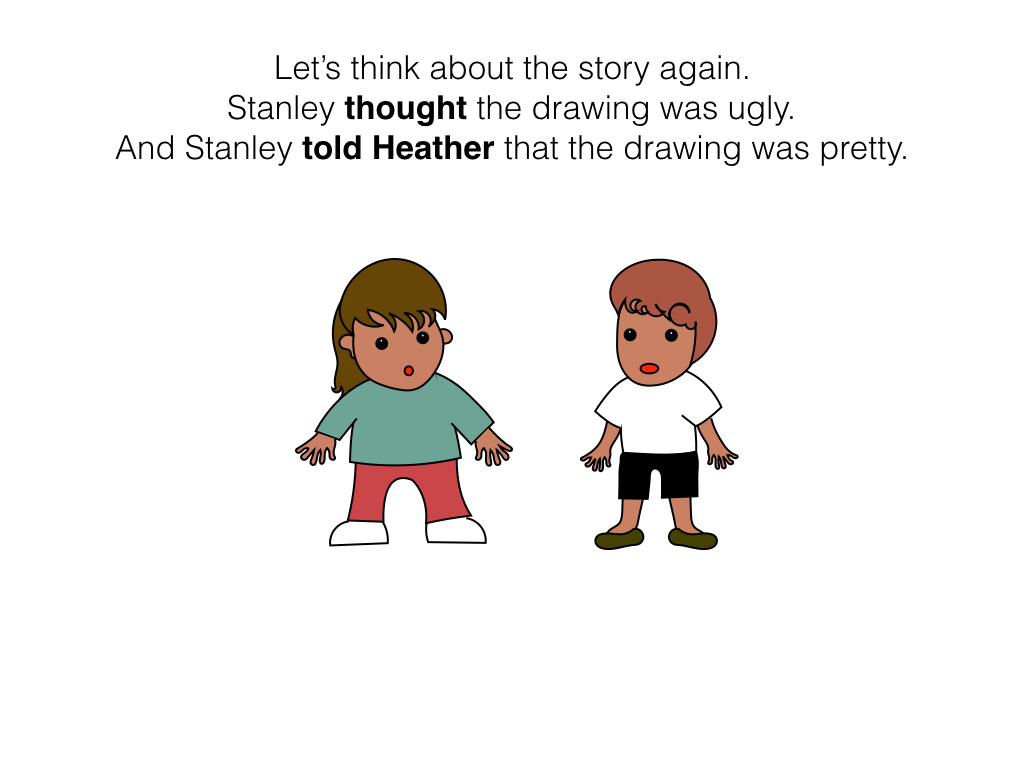 Let’s think about the story again.
Stanley thought the drawing was ugly.
And Stanley told Heather that the drawing was pretty.